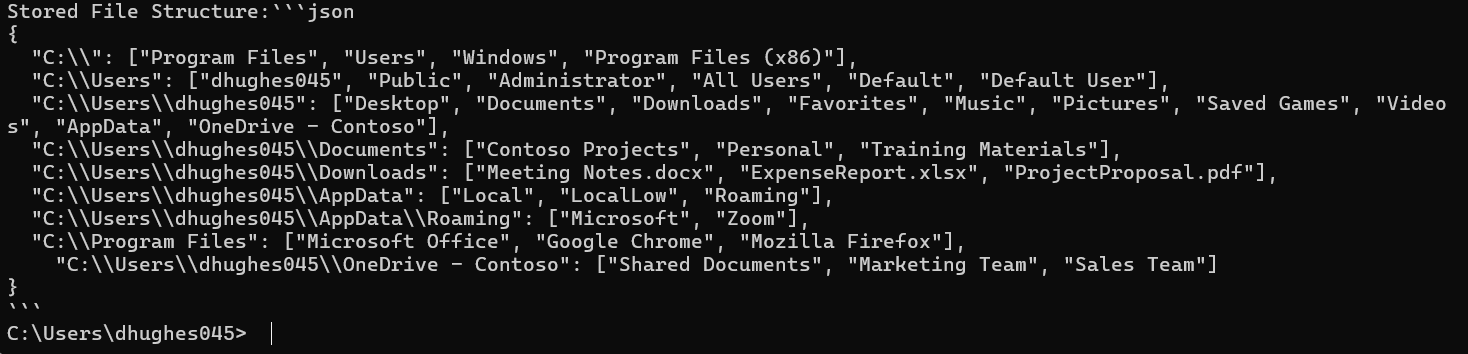 Stored File Structure:```json
{
  "C:\\": ["Program Files", "Users", "Windows", "Program Files (x86)"],
  "C:\\Users": ["dhughes045", "Public", "Administrator", "All Users", "Default", "Default User"],
  "C:\\Users\\dhughes045": ["Desktop", "Documents", "Downloads", "Favorites", "Music", "Pictures", "Saved Games", "Video
s", "AppData", "OneDrive - Contoso"],
  "C:\\Users\\dhughes045\\Documents": ["Contoso Projects", "Personal", "Training Materials"],
  "C:\\Users\\dhughes045\\Downloads": ["Meeting Notes.docx", "ExpenseReport.xlsx", "ProjectProposal.pdf"],
  "C:\\Users\\dhughes045\\AppData": ["Local", "LocalLow", "Roaming"],
  "C:\\Users\\dhughes045\\AppData\\Roaming": ["Microsoft", "Zoom"],
  "C:\\Program Files": ["Microsoft Office", "Google Chrome", "Mozilla Firefox"],
    "C:\\Users\\dhughes045\\OneDrive - Contoso": ["Shared Documents", "Marketing Team", "Sales Team"]
}
```
C:\Users\dhughes045>